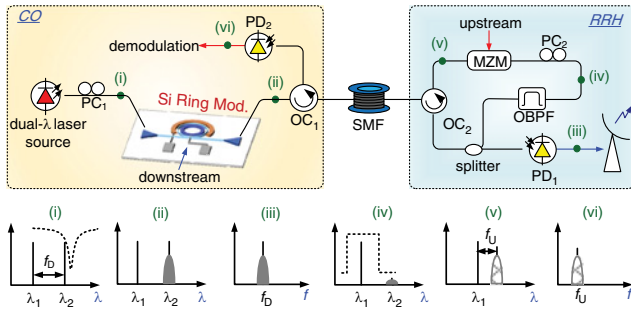 CO
RRH
(vi)
PD2
demodulation
upstream
(v)
PC2
MZM
(i)
Si Ring Mod.
(ii)
PC1
OC1
SMF
OC2
OBPF
(iv)
(iii)
dual-λ laser
source
downstream
splitter
PD1
(i)
(ii)
(iii)
(iv)
(v)
(vi)
fD
fU
λ1
λ2
λ
λ1
λ2
λ
fD
f
λ1
λ2
λ
λ1
λ
fU
f